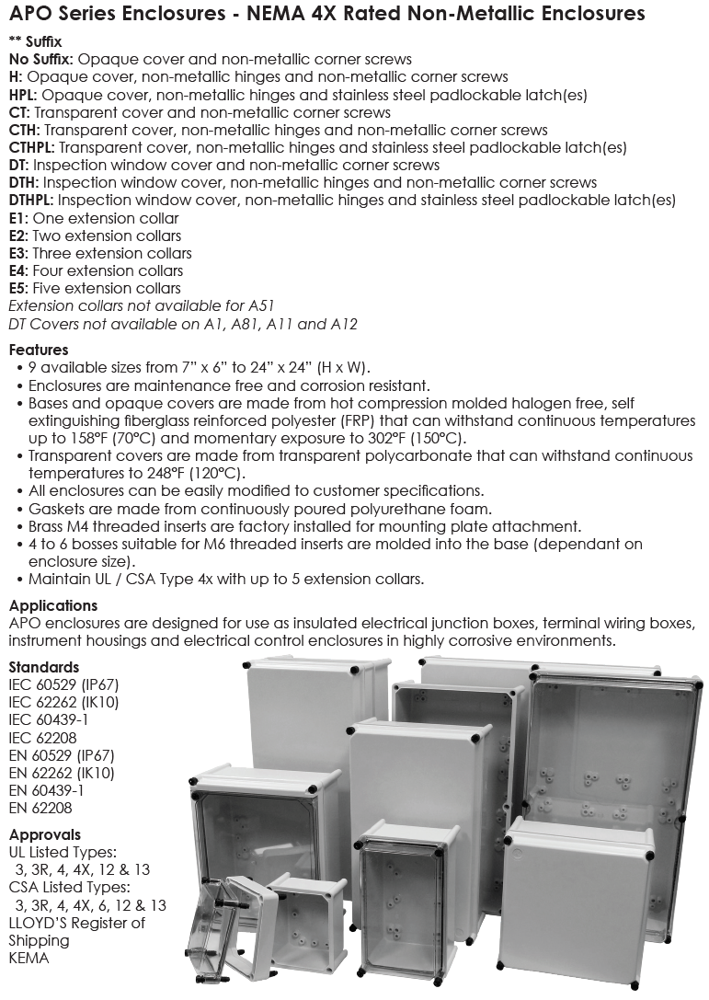 APO Series Enclosures - NEMA 4X Rated Non-Metallic Enclosures
** Suffix
No Suffix: Opaque cover and non-metallic corner screws
H: Opaque cover, non-metallic hinges and non-metallic corner screws
HPL: Opaque cover, non-metallic hinges and stainless steel padlockable latch(es)
CT: Transparent cover and non-metallic corner screws
CTH: Transparent cover, non-metallic hinges and non-metallic corner screws
CTHPL: Transparent cover, non-metallic hinges and stainless steel padlockable latch(es)
DT: Inspection window cover and non-metallic corner screws
DTH: Inspection window cover, non-metallic hinges and non-metallic corner screws
DTHPL: Inspection window cover, non-metallic hinges and stainless steel padlockable latch(es)
E1: One extension collar
E2: Two extension collars
E3: Three extension collars
E4: Four extension collars
E5: Five extension collars
Extension collars not available for A51
DT Covers not available on A1, A81, A11 and A12
Features
• 9 available sizes from 7” x 6” to 24” x 24” (H x W).
• Enclosures are maintenance free and corrosion resistant.
• Bases and opaque covers are made from hot compression molded halogen free, self
extinguishing fiberglass reinforced polyester (FRP) that can withstand continuous temperatures
up to 158ºF (70ºC) and momentary exposure to 302ºF (150ºC).
• Transparent covers are made from transparent polycarbonate that can withstand continuous
temperatures to 248ºF (120ºC).
• All enclosures can be easily modified to customer specifications.
• Gaskets are made from continuously poured polyurethane foam.
• Brass M4 threaded inserts are factory installed for mounting plate attachment.
• 4 to 6 bosses suitable for M6 threaded inserts are molded into the base (dependant on
enclosure size).
• Maintain UL / CSA Type 4x with up to 5 extension collars.
Applications
APO enclosures are designed for use as insulated electrical junction boxes, terminal wiring boxes,
instrument housings and electrical control enclosures in highly corrosive environments.
Standards
IEC 60529 (IP67)
IEC 62262 (IK10)
IEC 60439-1
IEC 62208
EN 60529 (IP67)
EN 62262 (IK10)
EN 60439-1
EN 62208
Approvals
UL Listed Types:
3, 3R, 4, 4X, 12 & 13
CSA Listed Types:
3, 3R, 4, 4X, 6, 12 & 13
LLOYD’S Register of
Shipping
KEMA